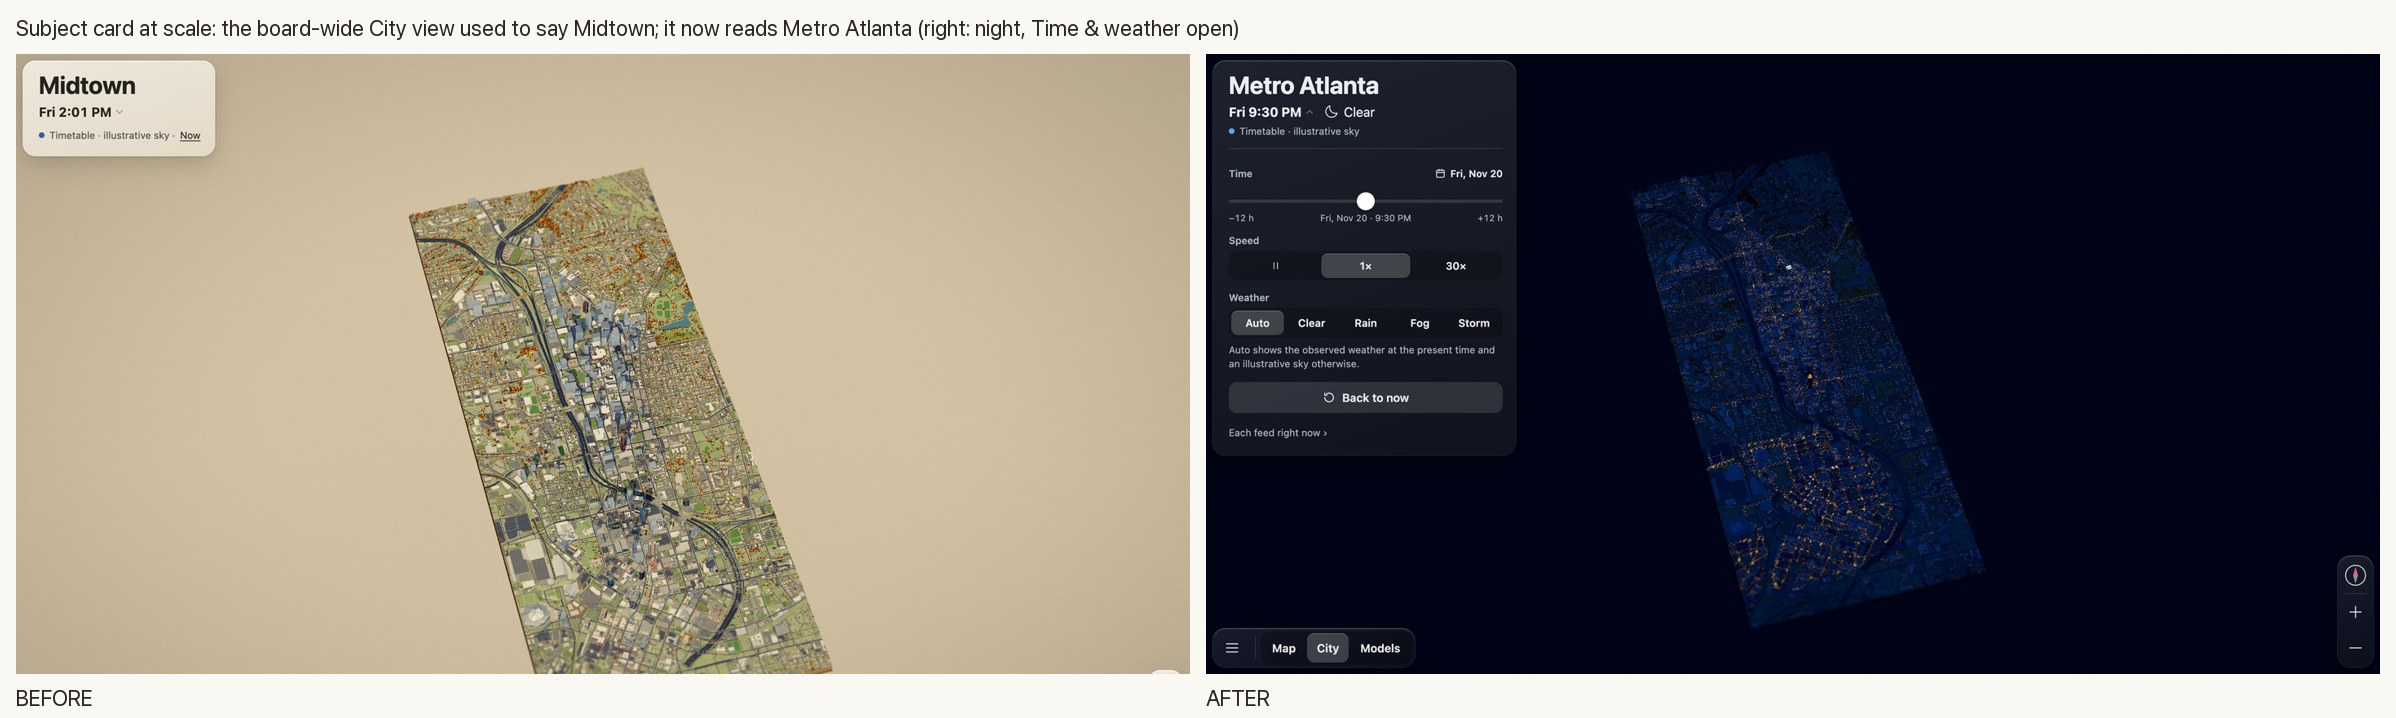 Subject card at scale: the board-wide City view used to say Midtown; it now reads Metro Atlanta (right: night, Time & weather open)
Midtown
Fri 2:01 PM
Timetable · illustrative sky · Now
BEFORE
Metro Atlanta
Fri 9:30 PM Clear
Timetable · illustrative sky
Time Fri, Nov 20
−12 h Fri, Nov 20 · 9:30 PM +12 h
Speed
1× 30×
Weather
Auto Clear Rain Fog Storm
Auto shows the observed weather at the present time and
an illustrative sky otherwise.
Back to now
Each feed right now ›
Map City Models
AFTER